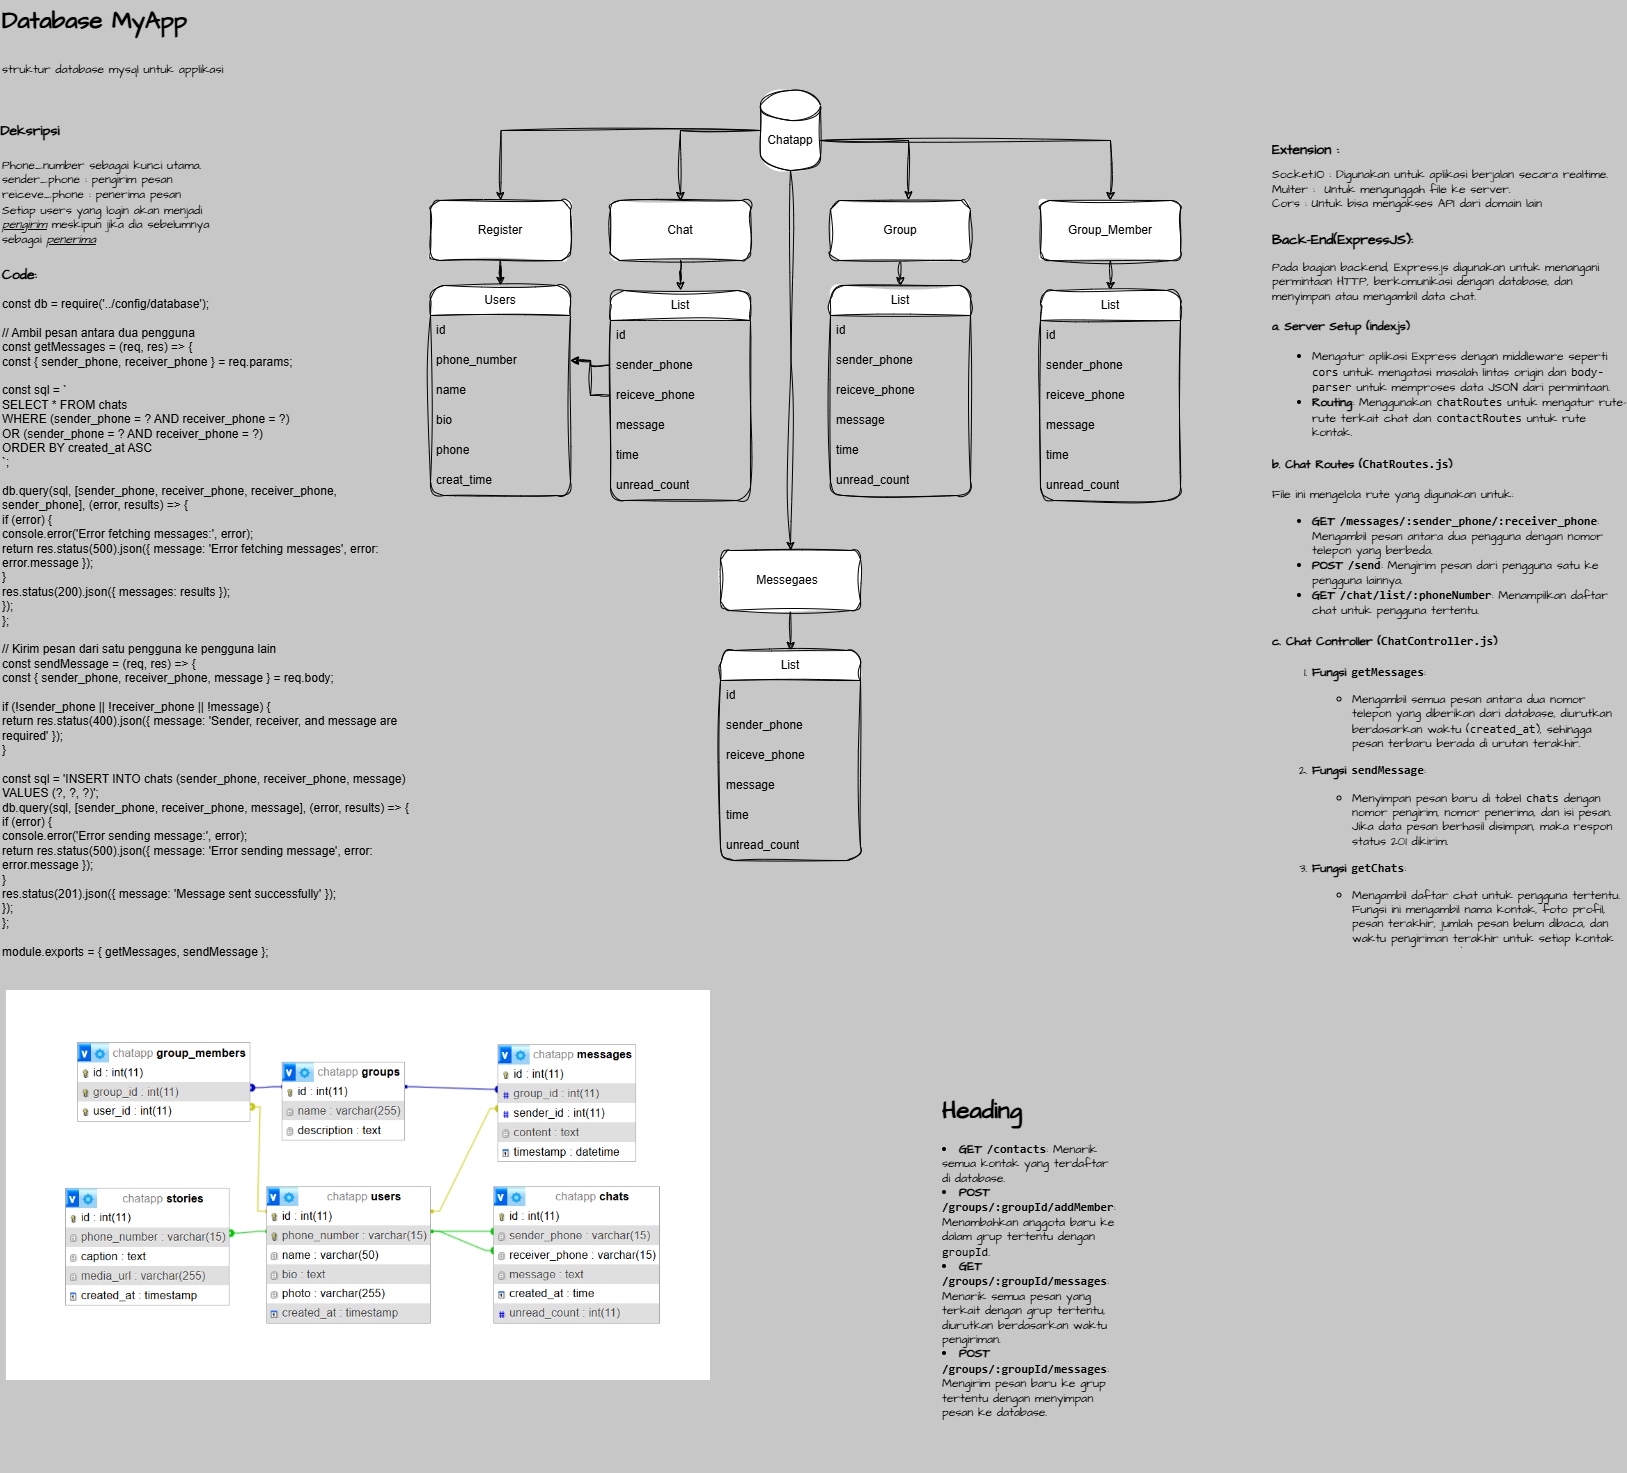 Database MyApp
struktur database mysql untuk applikasi
Deksripsi
Phone_number sebagai kunci utama.
sender_phone : pengirim pesan
reiceve_phone : penerima pesan
Setiap users yang login akan menjadi
pengirim meskipun jika dia sebelumnya
sebagai penerima
Code:
const db = require('../config/database');
// Ambil pesan antara dua pengguna
const getMessages = (req, res) => {
const { sender_phone, receiver_phone } = req.params;
const sql = `
SELECT * FROM chats
WHERE (sender_phone = ? AND receiver_phone = ?)
OR (sender_phone = ? AND receiver_phone = ?)
ORDER BY created_at ASC
`;
db.query(sql, [sender_phone, receiver_phone, receiver_phone,
sender_phone], (error, results) => {
if (error) {
console.error('Error fetching messages:', error);
return res.status(500).json({ message: 'Error fetching messages', error:
error.message });
}
res.status(200).json({ messages: results });
});
};
// Kirim pesan dari satu pengguna ke pengguna lain
const sendMessage = (req, res) => {
const { sender_phone, receiver_phone, message } = req.body;
if (!sender_phone || !receiver_phone || !message) {
return res.status(400).json({ message: 'Sender, receiver, and message are
required' });
}
const sql = 'INSERT INTO chats (sender_phone, receiver_phone, message)
VALUES (?, ?, ?)';
db.query(sql, [sender_phone, receiver_phone, message], (error, results) => {
if (error) {
console.error('Error sending message:', error);
return res.status(500).json({ message: 'Error sending message', error:
error.message });
}
res.status(201).json({ message: 'Message sent successfully' });
});
};
module.exports = { getMessages, sendMessage };
Chatapp
Register
Chat
Group
Group_Member
Users
id
phone_number
name
bio
phone
creat_time
List
id
sender_phone
reiceve_phone
message
time
unread_count
List
id
sender_phone
reiceve_phone
message
time
unread_count
List
id
sender_phone
reiceve_phone
message
time
unread_count
Messegaes
List
id
sender_phone
reiceve_phone
message
time
unread_count
Extension :
Socket.IO : Digunakan untuk aplikasi berjalan secara realtime.
Multer : Untuk mengunggah file ke server.
Cors : Untuk bisa mengakses API dari domain lain
Back-End(ExpressJS):
Pada bagian backend, Express.js digunakan untuk menangani
permintaan HTTP, berkomunikasi dengan database, dan
menyimpan atau mengambil data chat.
a. Server Setup (index.js)
• Mengatur aplikasi Express dengan middleware seperti
cors untuk mengatasi masalah lintas origin dan body-
parser untuk memproses data JSON dari permintaan.
• Routing: Menggunakan chatRoutes untuk mengatur rute-
rute terkait chat dan contactRoutes untuk rute
kontak.
b. Chat Routes (ChatRoutes.js)
File ini mengelola rute yang digunakan untuk:
• GET /messages/:sender_phone/:receiver_phone:
Mengambil pesan antara dua pengguna dengan nomor
telepon yang berbeda.
• POST /send: Mengirim pesan dari pengguna satu ke
pengguna lainnya.
• GET /chat/list/:phoneNumber: Menampilkan daftar
chat untuk pengguna tertentu.
c. Chat Controller (ChatController.js)
1. Fungsi getMessages:
Mengambil semua pesan antara dua nomor
telepon yang diberikan dari database, diurutkan
berdasarkan waktu (created_at), sehingga
pesan terbaru berada di urutan terakhir.
2. Fungsi sendMessage:
Menyimpan pesan baru di tabel chats dengan
nomor pengirim, nomor penerima, dan isi pesan.
Jika data pesan berhasil disimpan, maka respon
status 201 dikirim.
3. Fungsi getChats:
Mengambil daftar chat untuk pengguna tertentu.
Fungsi ini mengambil nama kontak, foto profil,
pesan terakhir, jumlah pesan belum dibaca, dan
waktu pengiriman terakhir untuk setiap kontak
chatapp group_members
id : int(11)
group_id : int(11)
user_id : int(11)
chatapp groups
id : int(11)
name : varchar(255)
description : text
chatapp messages
id : int(11)
group_id : int(11)
sender_id : int(11)
content : text
timestamp : datetime
chatapp stories
id : int(11)
phone_number : varchar(15)
caption : text
media_url : varchar(255)
created_at : timestamp
chatapp users
id : int(11)
phone_number : varchar(15)
name : varchar(50)
bio : text
photo : varchar(255)
created_at : timestamp
chatapp chats
id : int(11)
sender_phone : varchar(15)
receiver_phone : varchar(15)
message : text
created_at : time
unread_count : int(11)
Heading
• GET /contacts: Menarik
semua kontak yang terdaftar
di database.
• POST
/groups/:groupId/addMember:
Menambahkan anggota baru ke
dalam grup tertentu dengan
groupId.
• GET
/groups/:groupId/messages:
Menarik semua pesan yang
terkait dengan grup tertentu,
diurutkan berdasarkan waktu
pengiriman.
• POST
/groups/:groupId/messages:
Mengirim pesan baru ke grup
tertentu dengan menyimpan
pesan ke database.